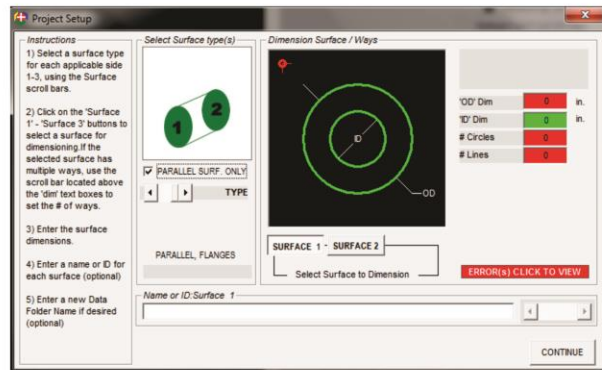 Project Setup
Instructions
1) Select a surface type
for each applicable side
1-3, using the Surface
scroll bars.
2) Click on the 'Surface
1' - 'Surface 3' buttons to
select a surface for
dimensioning.If the
selected surface has
multiple ways, use the
scroll bar located above
the 'dim' text boxes to
set the # of ways.
3) Enter the surface
dimensions.
4) Enter a name or ID for
each surface (optional)
5) Enter a new Data
Folder Name if desired
(optional)
Select Surface type(s)
1
2
PARALLEL SURF. ONLY
TYPE
PARALLEL, FLANGES
Dimension Surface / Ways
ID
OD
'OD' Dim 0 in.
'ID' Dim 0 in.
# Circles 0
# Lines 0
SURFACE 1 - SURFACE 2
Select Surface to Dimension
ERROR(s) CLICK TO VIEW
Name or ID:Surface 1
CONTINUE